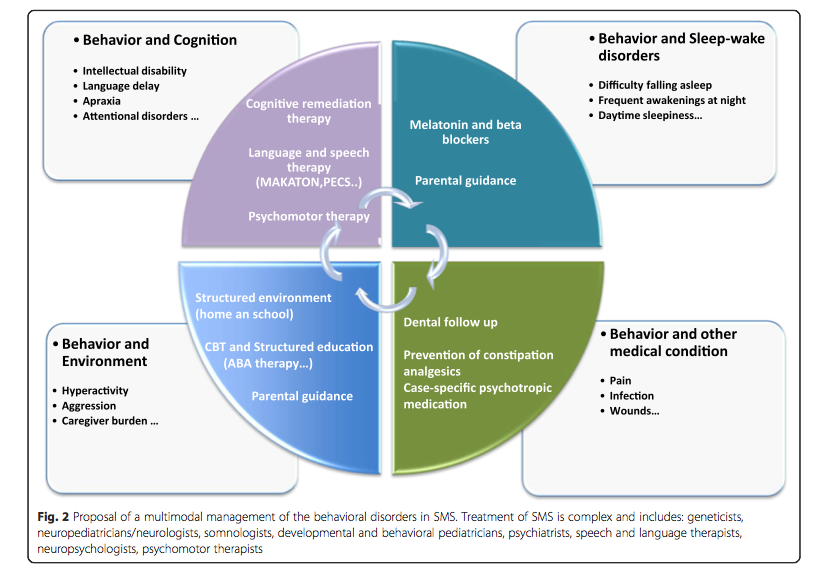 • Behavior and Cognition
• Intellectual disability
• Language delay
• Apraxia
• Attentional disorders ...
Cognitive remediation
therapy
Language and speech
therapy
(MAKATON,PECS..)
Psychomotor therapy
• Behavior and Sleep-wake
disorders
• Difficulty falling asleep
• Frequent awakenings at night
• Daytime sleepiness...
Melatonin and beta
blockers
Parental guidance
• Behavior and
Environment
• Hyperactivity
• Aggression
• Caregiver burden ...
Structured environment
(home an school)
CBT and Structured education
(ABA therapy...)
Parental guidance
• Behavior and other
medical condition
• Pain
• Infection
• Wounds...
Dental follow up
Prevention of constipation
analgesics
Case-specific psychotropic
medication
Fig. 2 Proposal of a multimodal management of the behavioral disorders in SMS. Treatment of SMS is complex and includes: geneticists,
neuropediatricians/neurologists, somnologists, developmental and behavioral pediatricians, psychiatrists, speech and language therapists,
neuropsychologists, psychomotor therapists